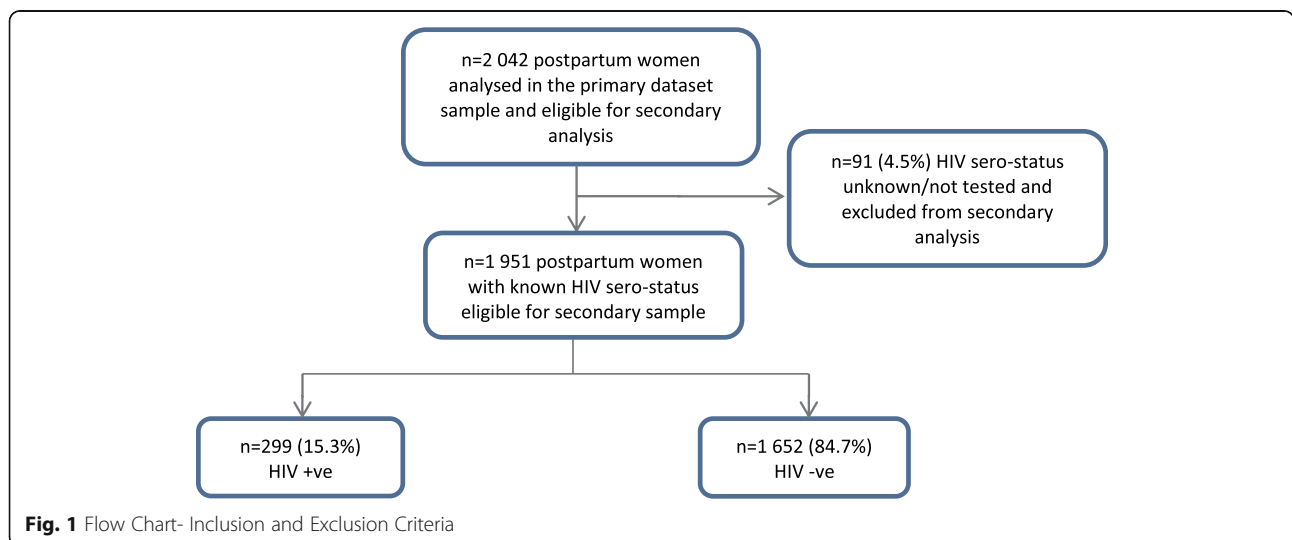 n=2 042 postpartum women
analysed in the primary dataset
sample and eligible for secondary
analysis
n=91 (4.5%) HIV sero-status
unknown/not tested and
excluded from secondary
analysis
n=1 951 postpartum women
with known HIV sero-status
eligible for secondary sample
n=299 (15.3%)
HIV +ve
n=1 652 (84.7%)
HIV -ve
Fig. 1 Flow Chart- Inclusion and Exclusion Criteria